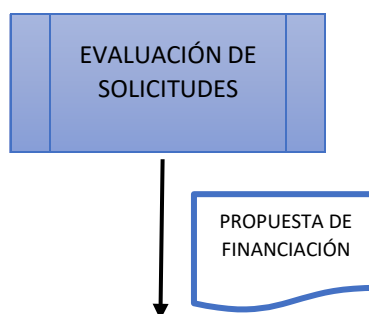 EVALUACIÓN DE
SOLICITUDES
PROPUESTA DE
FINANCIACIÓN